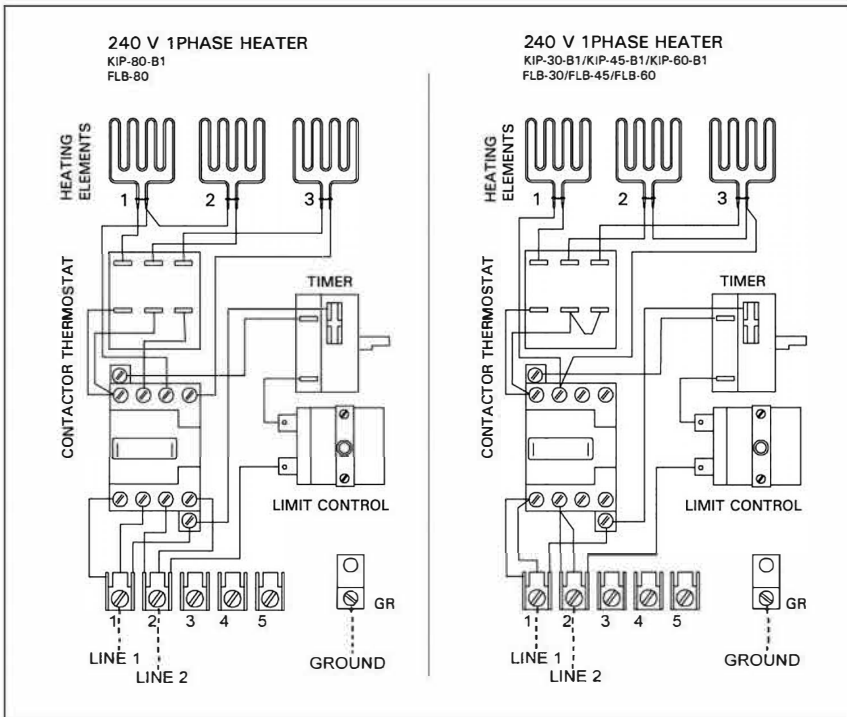 240 V 1PHASE HEATER
KIP-80-B1
FLB-80
HEATING
ELEMENTS
1
2
3
CONTACTOR THERMOSTAT
TIMER
LIMIT CONTROL
1
2
3
4
5
GR
LINE 1
LINE 2
GROUND
240 V 1PHASE HEATER
KIP-30-B1/KIP-45-B1/KIP-60-B1
FLB-30/FLB-45/FLB-60
HEATING
ELEMENTS
1
2
3
CONTACTOR THERMOSTAT
TIMER
LIMIT CONTROL
1
2
3
4
5
GR
LINE 1
LINE 2
GROUND